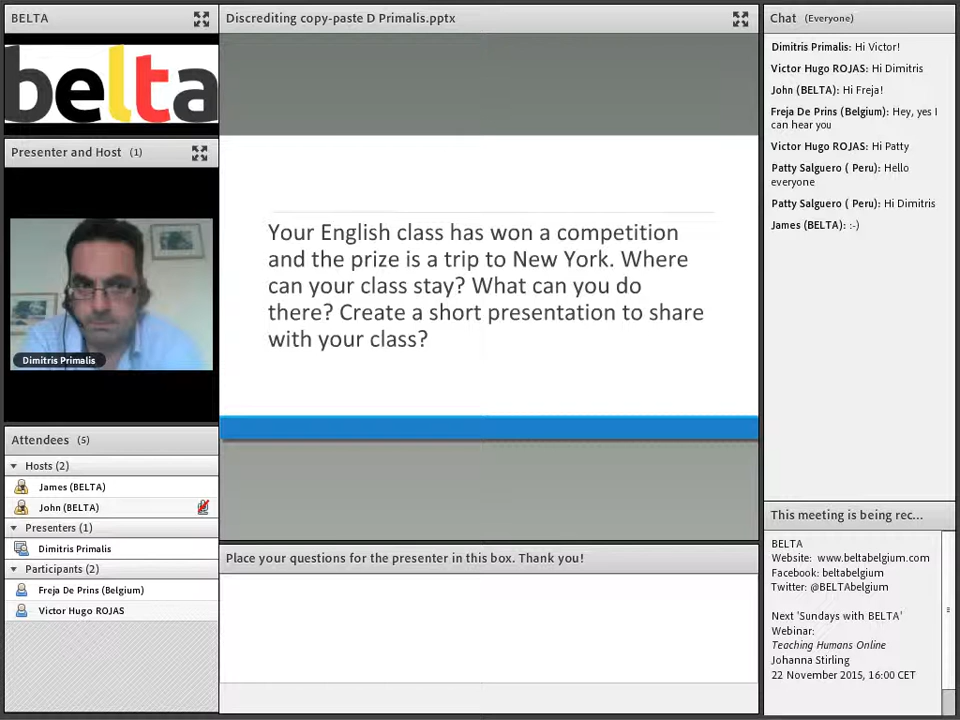 BELTA
belta
Presenter and Host (1)
Dimitris Primalis
Attendees (5)
Hosts (2)
James (BELTA)
John (BELTA)
Presenters (1)
Dimitris Primalis
Participants (2)
Freja De Prins (Belgium)
Victor Hugo ROJAS
Discrediting copy-paste D Primalis.pptx
Your English class has won a competition
and the prize is a trip to New York. Where
can your class stay? What can you do
there? Create a short presentation to share
with your class?
Place your questions for the presenter in this box. Thank you!
Chat (Everyone)
Dimitris Primalis: Hi Victor!
Victor Hugo ROJAS: Hi Dimitris
John (BELTA): Hi Freja!
Freja De Prins (Belgium): Hey, yes I
can hear you
Victor Hugo ROJAS: Hi Patty
Patty Salguero ( Peru): Hello
everyone
Patty Salguero ( Peru): Hi Dimitris
James (BELTA): :-)
This meeting is being rec...
BELTA
Website: www.beltabelgium.com
Facebook: beltabelgium
Twitter: @BELTAbelgium
Next 'Sundays with BELTA'
Webinar:
Teaching Humans Online
Johanna Stirling
22 November 2015, 16:00 CET